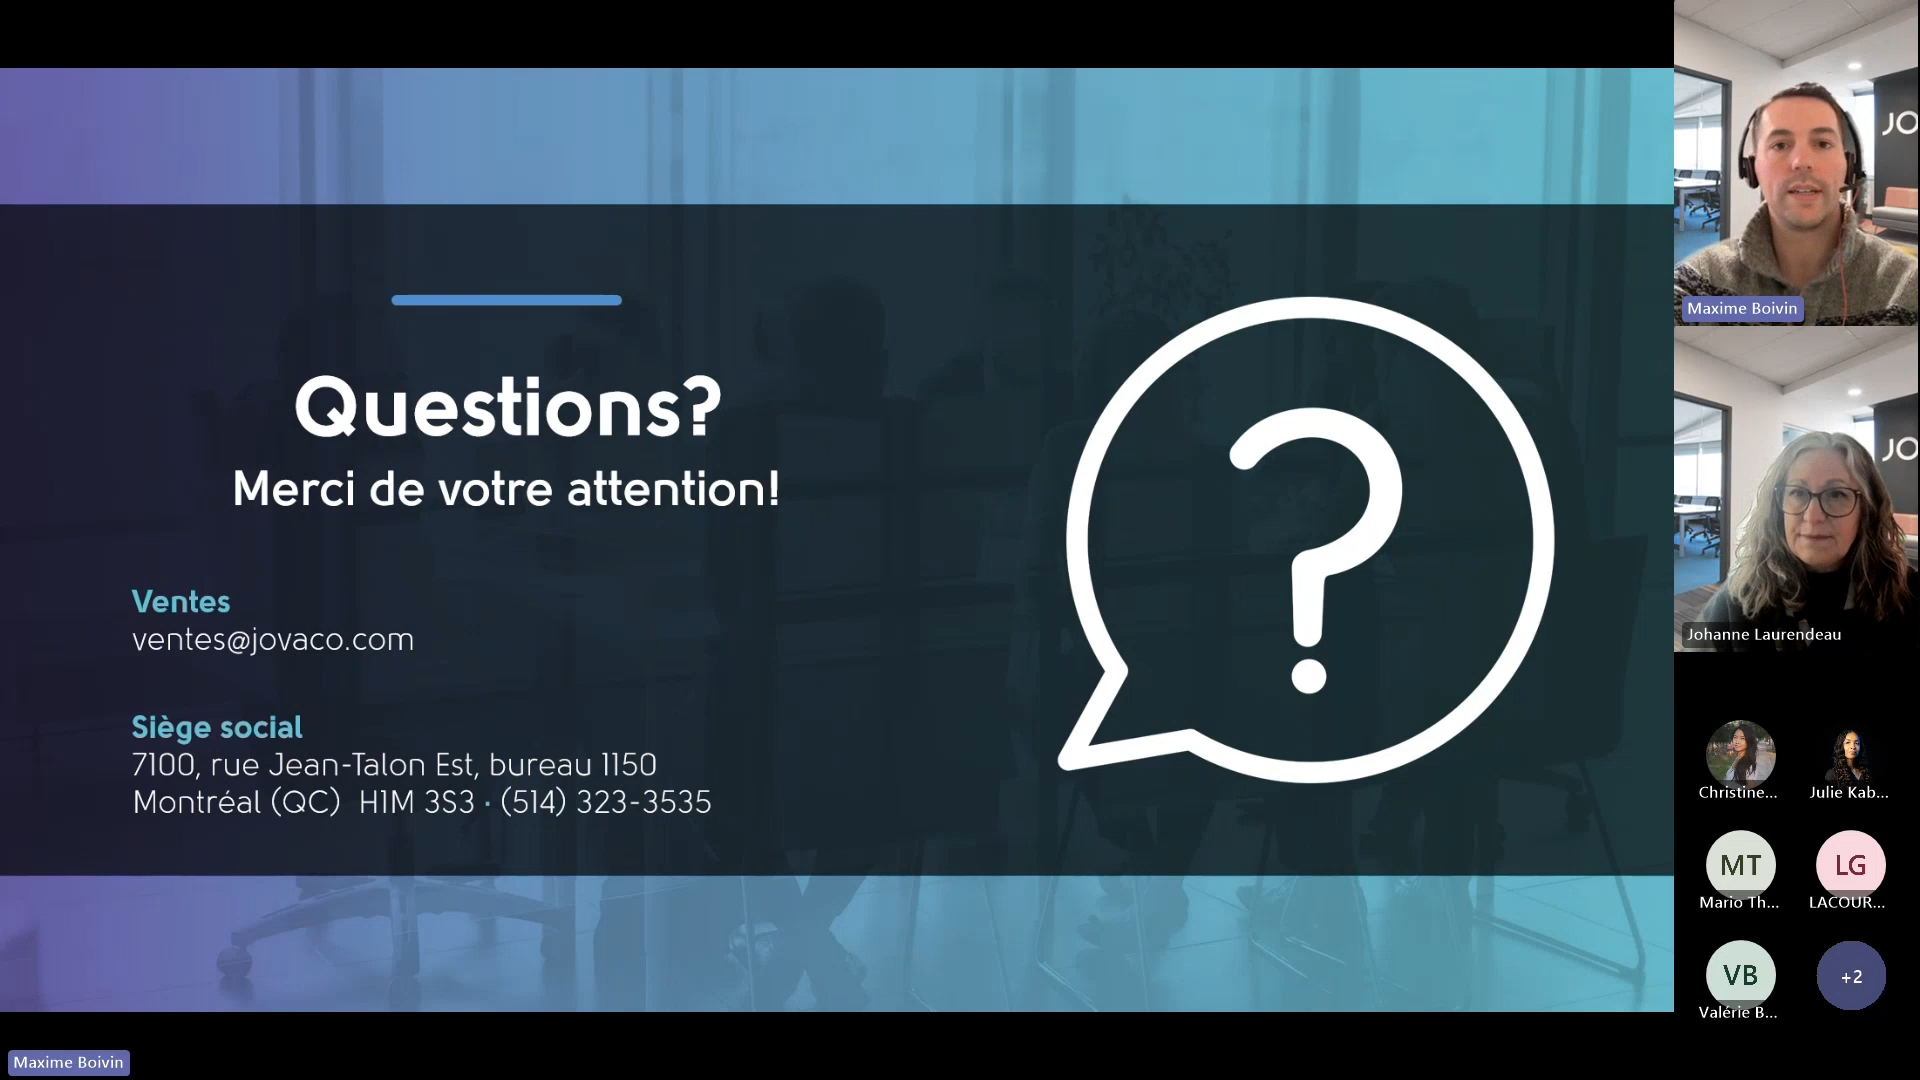 Questions?
Merci de votre attention!
Ventes
ventes@jovaco.com
Siège social
7100, rue Jean-Talon Est, bureau 1150
Montréal (QC) H1M 3S3 · (514) 323-3535
JO
Maxime Boivin
JO
Johanne Laurendeau
Christine...
Julie Kab...
MT
Mario Th...
LG
LACOUR...
VB
Valérie B...
+2
Maxime Boivin